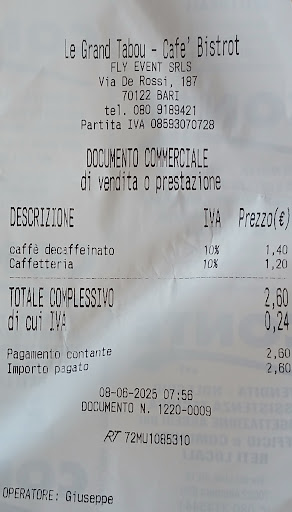 Le Grand Tabou - Cafe' Bistrot
FLY EVENT SRLS
Via De Rossi, 187
70122 BARI
tel. 080 9189421
Partita IVA 08593070728
DOCUMENTO COMMERCIALE
di vendita o prestazione
DESCRIZIONE IVA Prezzo(€)
caffè decaffeinato 10% 1,40
Caffetteria 10% 1,20
TOTALE COMPLESSIVO 2,60
di cui IVA 0,24
Pagamento contante 2,60
Importo pagato 2,60
08-06-2025 07:56
DOCUMENTO N. 1220-0009
RT 72MU1085310
OPERATORE: Giuseppe